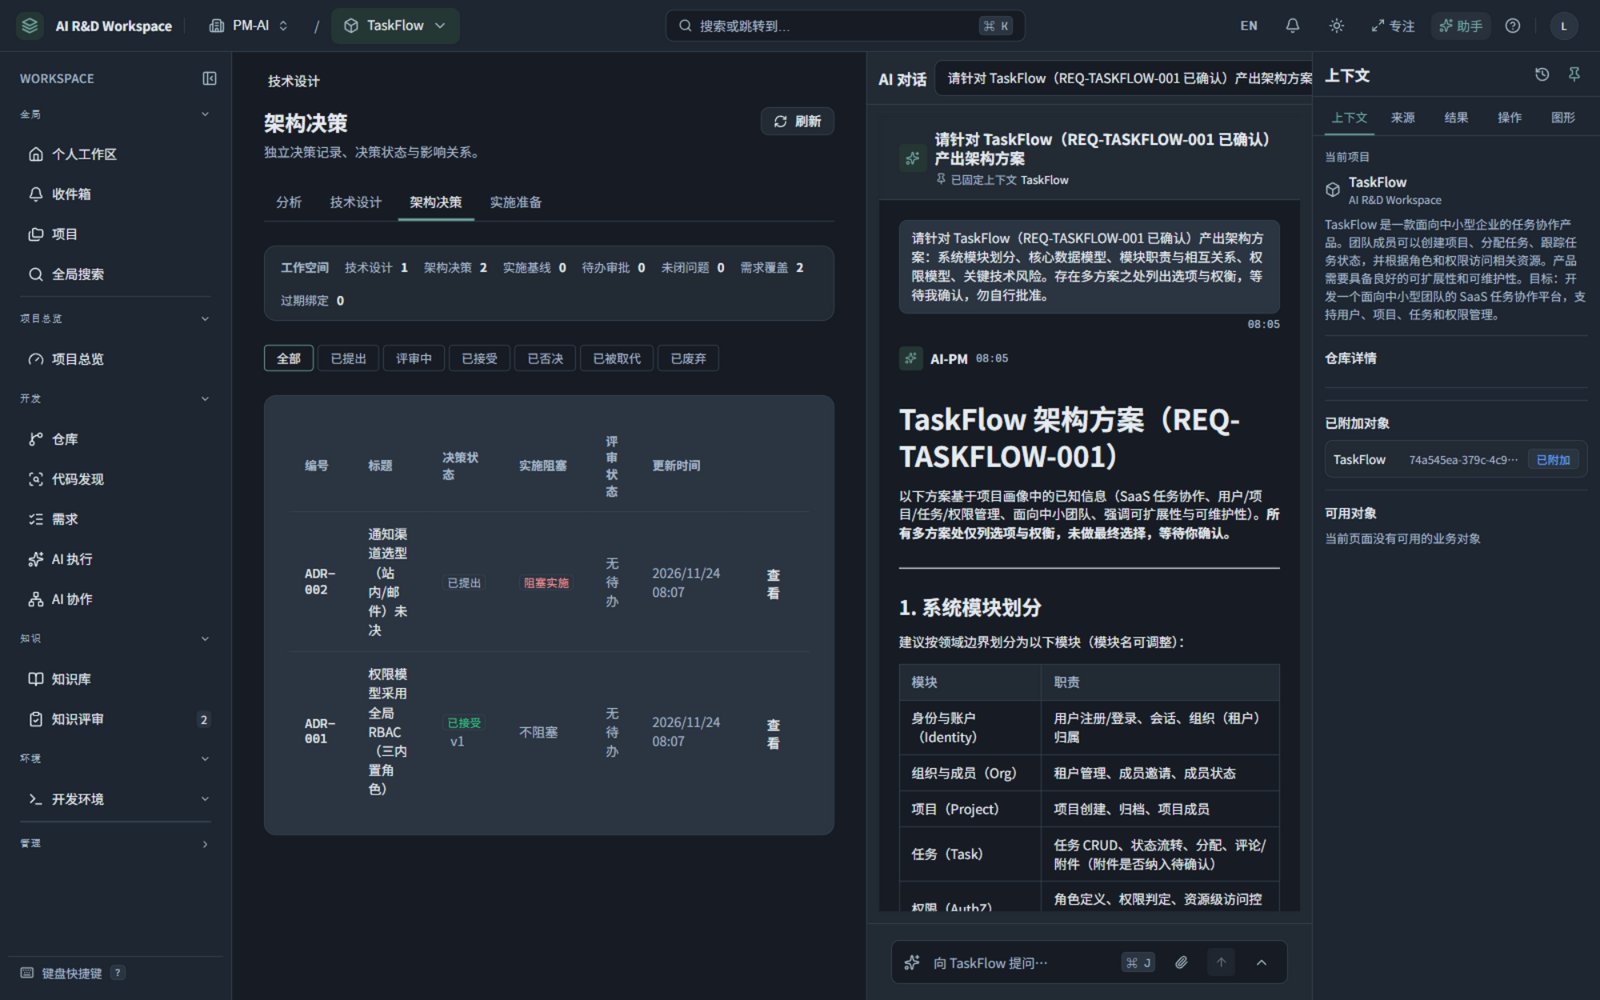 AI R&D Workspace
PM-AI
/
TaskFlow
搜索或跳转到...
⌘ K
EN
专注
助手
L
WORKSPACE
全局
个人工作区
收件箱
项目
全局搜索
项目总览
项目总览
开发
仓库
代码发现
需求
AI 执行
AI 协作
知识
知识库
知识评审
2
环境
开发环境
管理
键盘快捷键
?
技术设计
架构决策
刷新
独立决策记录、决策状态与影响关系。
分析
技术设计
架构决策
实施准备
工作空间 技术设计 1 架构决策 2 实施基线 0 待办审批 0 未闭问题 0 需求覆盖 2
过期绑定 0
全部
已提出
评审中
已接受
已否决
已被取代
已废弃
编号
标题
决策状
态
实施阻塞
评
审
状
态
更新时间
ADR-
002
通知渠
道选型
（站
内/邮
件）未
决
已提出
阻塞实施
无
待
办
2026/11/24
08:07
查
看
ADR-
001
权限模
型采用
全局
RBAC
（三内
置角
色）
已接受
v1
不阻塞
无
待
办
2026/11/24
08:07
查
看
AI 对话
请针对 TaskFlow（REQ-TASKFLOW-001 已确认）产出架构方案
请针对 TaskFlow（REQ-TASKFLOW-001 已确认）
产出架构方案
已固定上下文 TaskFlow
请针对 TaskFlow（REQ-TASKFLOW-001 已确认）产出架构方
案：系统模块划分、核心数据模型、模块职责与相互关系、权
限模型、关键技术风险。存在多方案之处列出选项与权衡，等
待我确认，勿自行批准。
08:05
AI-PM 08:05
TaskFlow 架构方案（REQ-
TASKFLOW-001）
以下方案基于项目画像中的已知信息（SaaS 任务协作、用户/项
目/任务/权限管理、面向中小团队、强调可扩展性与可维护性）。所
有多方案处仅列选项与权衡，未做最终选择，等待你确认。
1. 系统模块划分
建议按领域边界划分为以下模块（模块名可调整）：
模块
职责
身份与账户
（Identity）
用户注册/登录、会话、组织（租户）
归属
组织与成员（Org）
租户管理、成员邀请、成员状态
项目（Project）
项目创建、归档、项目成员
任务（Task）
任务 CRUD、状态流转、分配、评论/
附件（附件是否纳入待确认）
权限（AuthZ）
角色定义、权限判定、资源级访问控
向 TaskFlow 提问…
⌘ J
上下文
上下文
来源
结果
操作
图形
当前项目
TaskFlow
AI R&D Workspace
TaskFlow 是一款面向中小型企业的任务协作产
品。团队成员可以创建项目、分配任务、跟踪任
务状态，并根据角色和权限访问相关资源。产品
需要具备良好的可扩展性和可维护性。目标：开
发一个面向中小型团队的 SaaS 任务协作平台，支
持用户、项目、任务和权限管理。
仓库详情
已附加对象
TaskFlow
74a545ea-379c-4c9…
已附加
可用对象
当前页面没有可用的业务对象